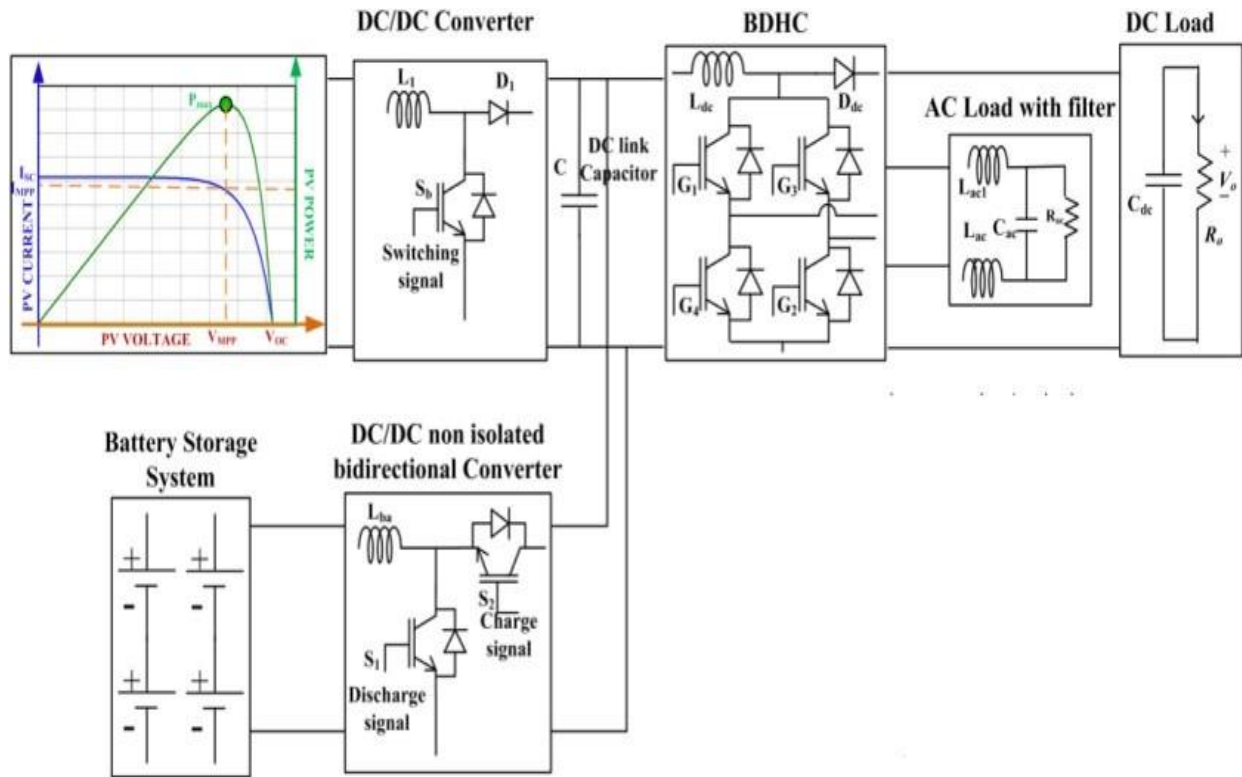 DC/DC Converter
BDHC
DC Load
PV CURRENT
PV POWER
PV VOLTAGE
Pmax
ISC
IMPP
VMPP
VOC
L1
D1
Sb
Switching
signal
C
DC link
Capacitor
Ldc
Ddc
G1
G3
G4
G2
AC Load with filter
Lac1
Lac
Cac
Rac
Cdc
+
Vo
−
Ro
Battery Storage
System
+
+
-
-
+
+
-
-
DC/DC non isolated
bidirectional Converter
Lba
S2
Charge
signal
S1
Discharge
signal